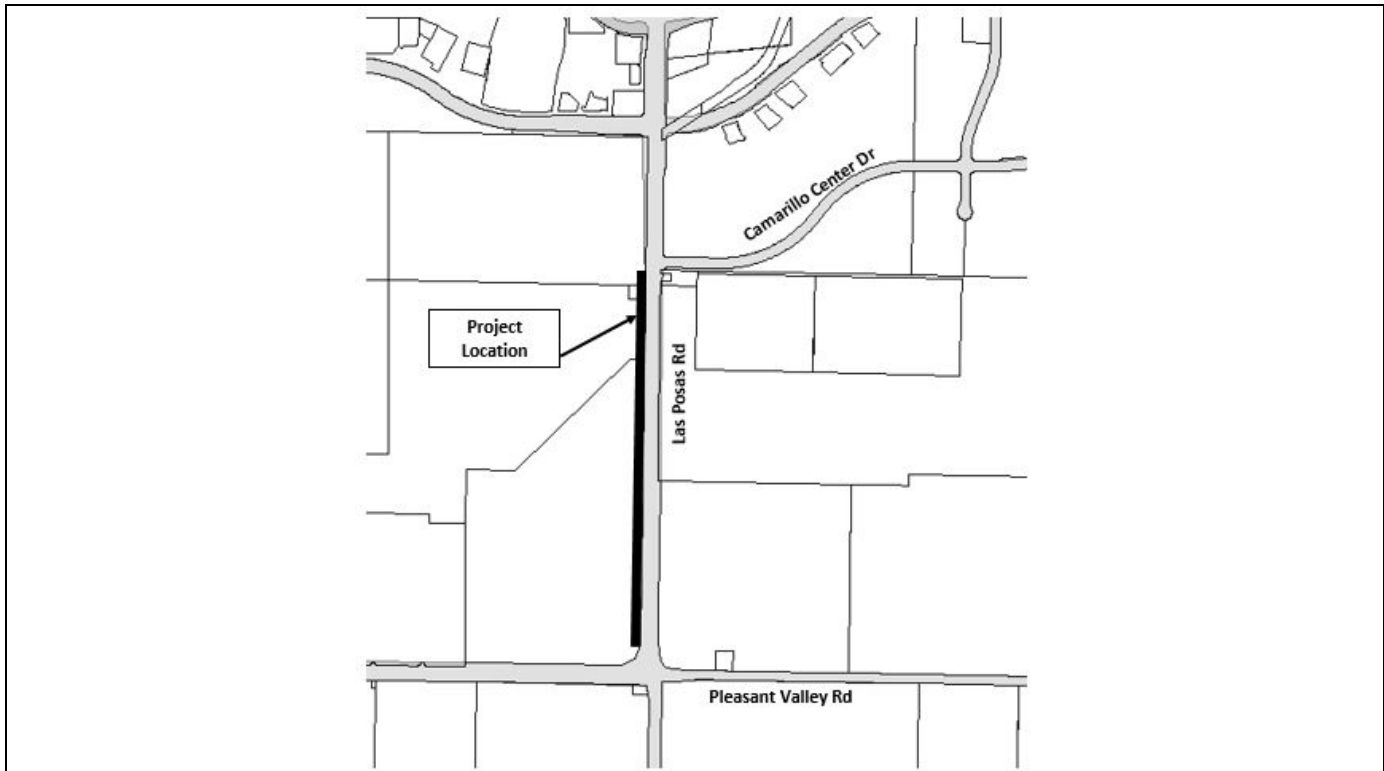 Camarillo Center Dr
Project
Location
Las Posas Rd
Pleasant Valley Rd